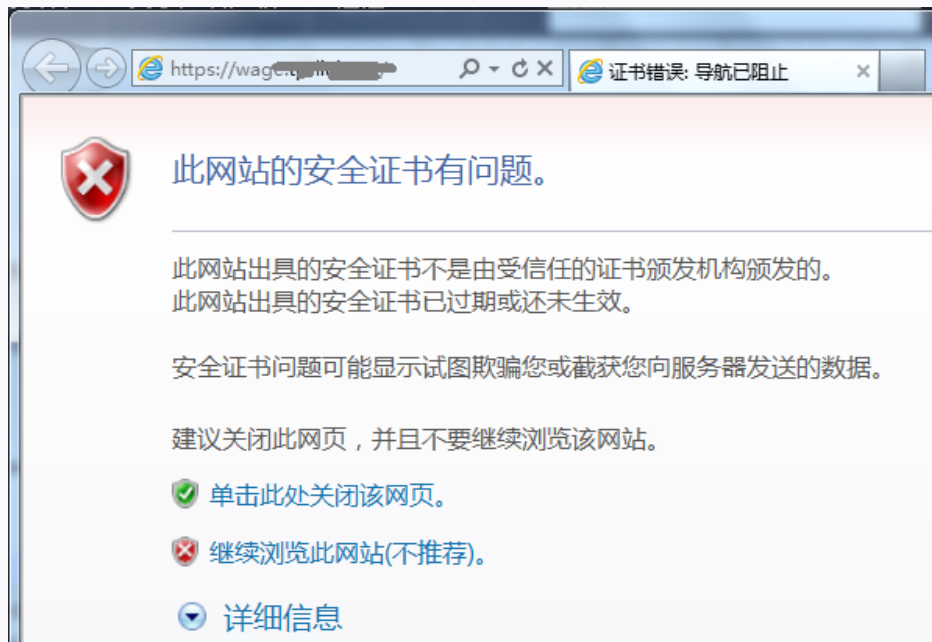 https://wage.
证书错误: 导航已阻止
此网站的安全证书有问题。
此网站出具的安全证书不是由受信任的证书颁发机构颁发的。
此网站出具的安全证书已过期或还未生效。
安全证书问题可能显示试图欺骗您或截获您向服务器发送的数据。
建议关闭此网页，并且不要继续浏览该网站。
单击此处关闭该网页。
继续浏览此网站(不推荐)。
详细信息